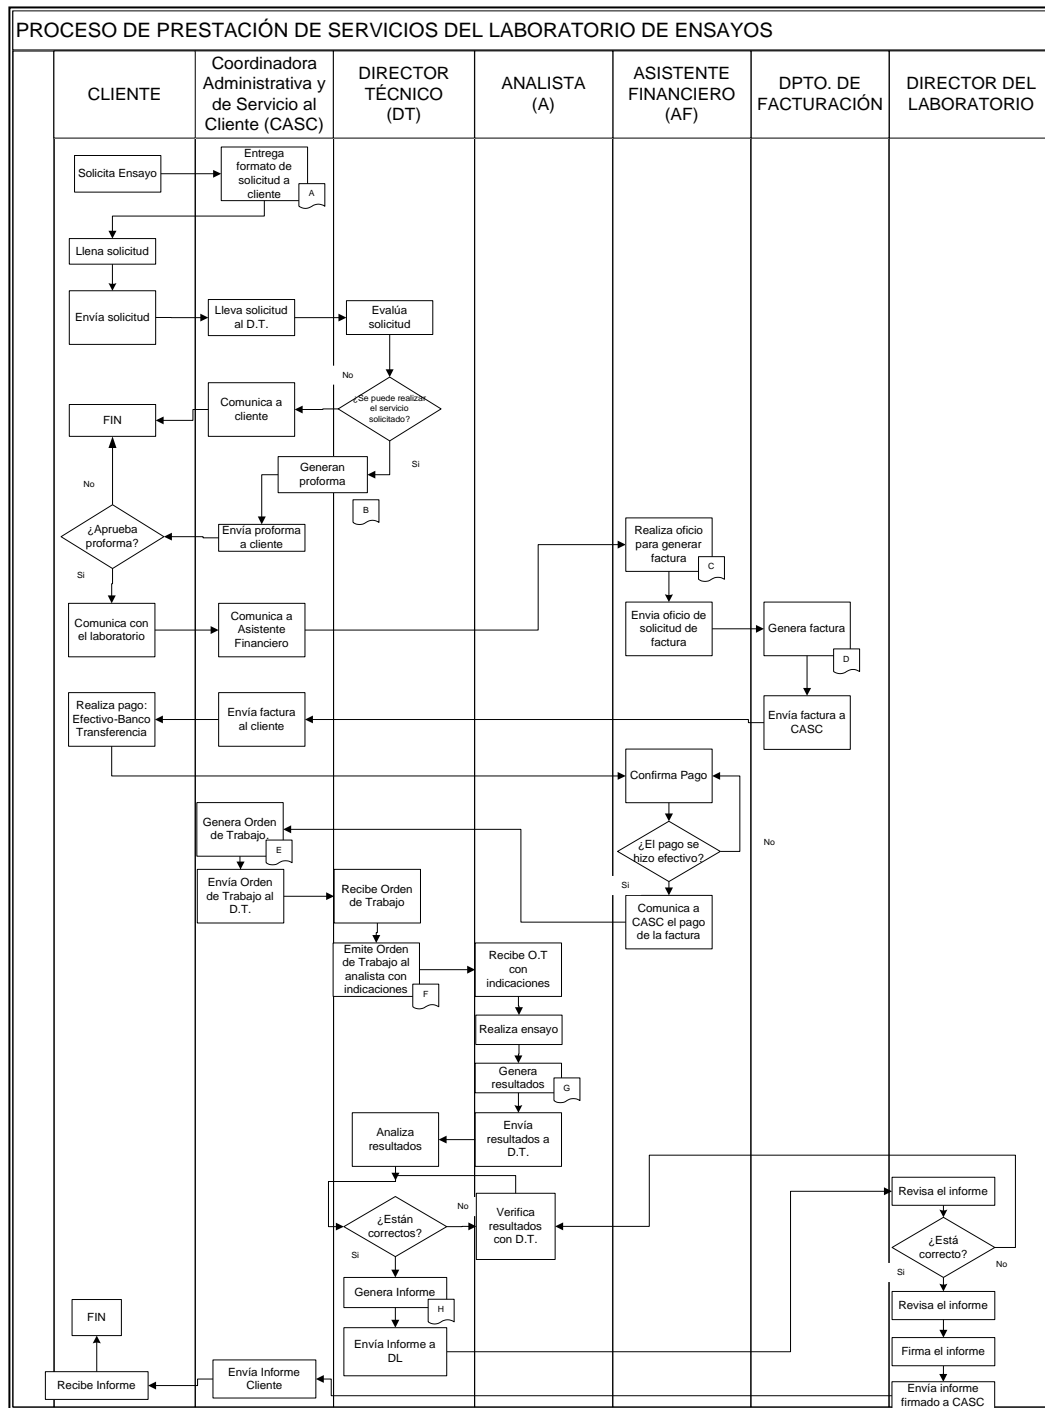 PROCESO DE PRESTACIÓN DE SERVICIOS DEL LABORATORIO DE ENSAYOS
CLIENTE
Coordinadora
Administrativa y
de Servicio al
Cliente (CASC)
DIRECTOR
TÉCNICO
(DT)
ANALISTA
(A)
ASISTENTE
FINANCIERO
(AF)
DPTO. DE
FACTURACIÓN
DIRECTOR DEL
LABORATORIO
Solicita Ensayo
Entrega
formato de
solicitud a
cliente
A
Llena solicitud
Envía solicitud
Lleva solicitud
al D.T.
Evalúa
solicitud
No
¿Se puede realizar
el servicio
solicitado?
Comunica a
cliente
FIN
Si
Generan
proforma
B
No
¿Aprueba
proforma?
Envía proforma
a cliente
Realiza oficio
para generar
factura
C
Si
Comunica con
el laboratorio
Comunica a
Asistente
Financiero
Envia oficio de
solicitud de
factura
Genera factura
D
Realiza pago:
Efectivo-Banco
Transferencia
Envía factura
al cliente
Envía factura a
CASC
Confirma Pago
Genera Orden
de Trabajo.
E
¿El pago se
hizo efectivo?
No
Si
Envía Orden
de Trabajo al
D.T.
Recibe Orden
de Trabajo
Comunica a
CASC el pago
de la factura
Emite Orden
de Trabajo al
analista con
indicaciones
F
Recibe O.T
con
indicaciones
Realiza ensayo
Genera
resultados
G
Analiza
resultados
Envía
resultados a
D.T.
Revisa el informe
¿Están
correctos?
No
Verifica
resultados
con D.T.
¿Está
correcto?
No
Si
Si
Genera Informe
H
Revisa el informe
FIN
Envía Informe a
DL
Firma el informe
Recibe Informe
Envía Informe
Cliente
Envía informe
firmado a CASC